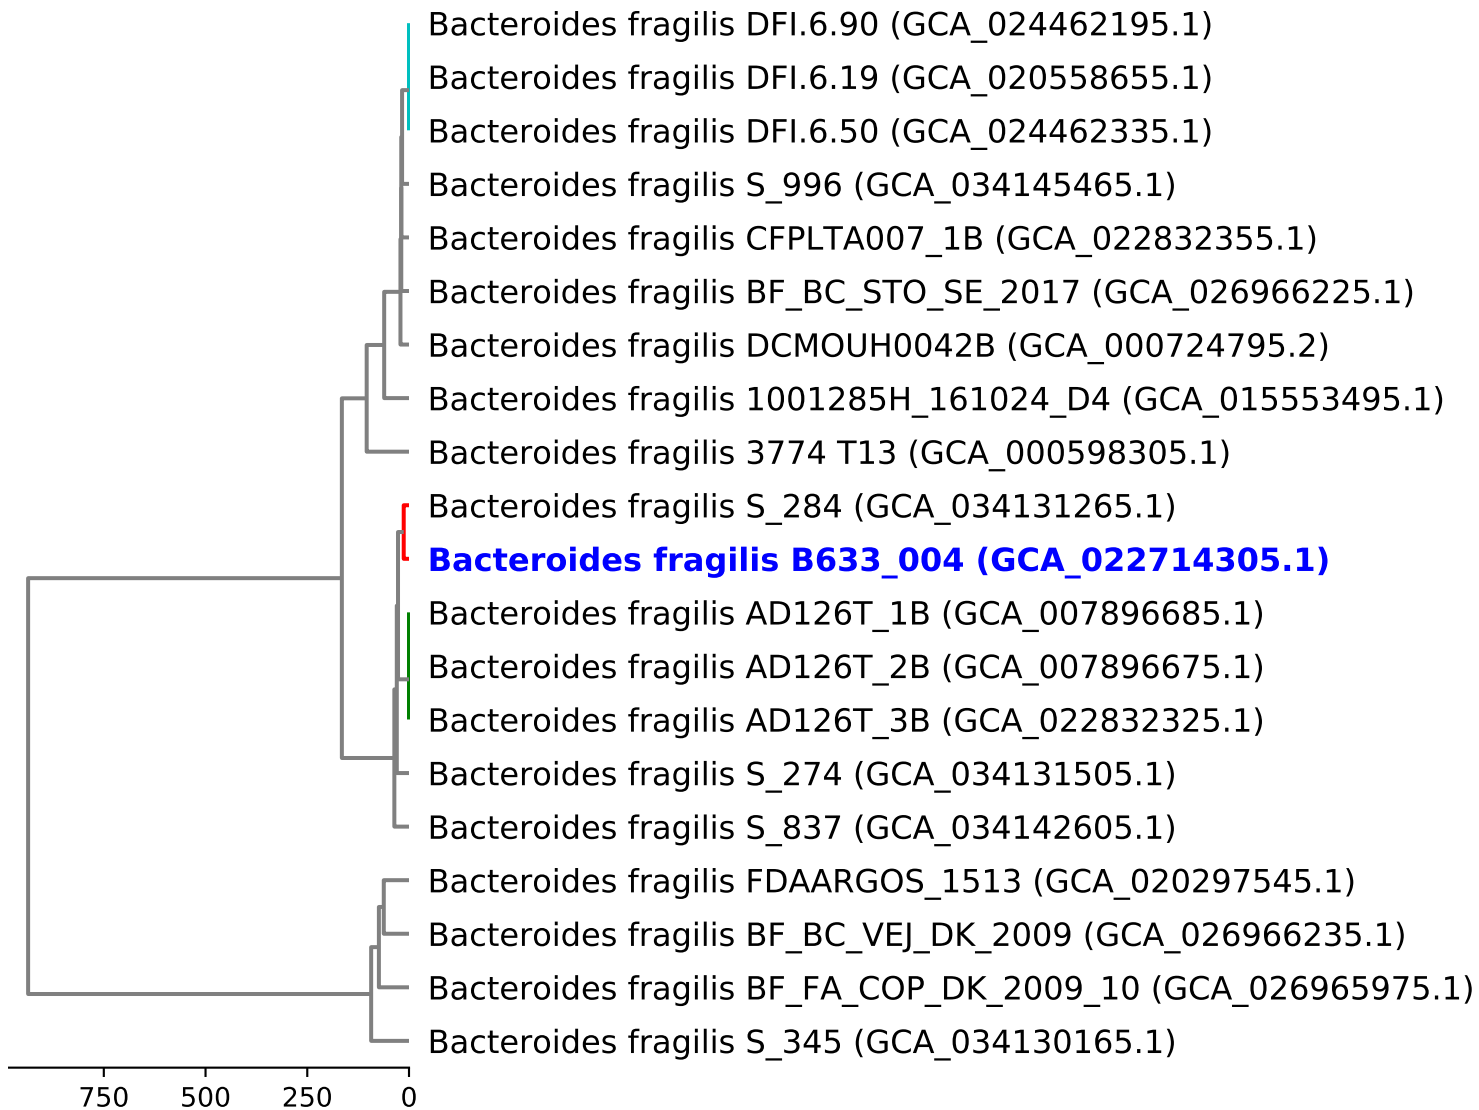 Bacteroides fragilis DFI.6.90 (GCA_024462195.1)
Bacteroides fragilis DFI.6.19 (GCA_020558655.1)
Bacteroides fragilis DFI.6.50 (GCA_024462335.1)
Bacteroides fragilis S_996 (GCA_034145465.1)
Bacteroides fragilis CFPLTA007_1B (GCA_022832355.1)
Bacteroides fragilis BF_BC_STO_SE_2017 (GCA_026966225.1)
Bacteroides fragilis DCMOUH0042B (GCA_000724795.2)
Bacteroides fragilis 1001285H_161024_D4 (GCA_015553495.1)
Bacteroides fragilis 3774 T13 (GCA_000598305.1)
Bacteroides fragilis S_284 (GCA_034131265.1)
Bacteroides fragilis B633_004 (GCA_022714305.1)
Bacteroides fragilis AD126T_1B (GCA_007896685.1)
Bacteroides fragilis AD126T_2B (GCA_007896675.1)
Bacteroides fragilis AD126T_3B (GCA_022832325.1)
Bacteroides fragilis S_274 (GCA_034131505.1)
Bacteroides fragilis S_837 (GCA_034142605.1)
Bacteroides fragilis FDAARGOS_1513 (GCA_020297545.1)
Bacteroides fragilis BF_BC_VEJ_DK_2009 (GCA_026966235.1)
Bacteroides fragilis BF_FA_COP_DK_2009_10 (GCA_026965975.1)
Bacteroides fragilis S_345 (GCA_034130165.1)
750 500 250 0